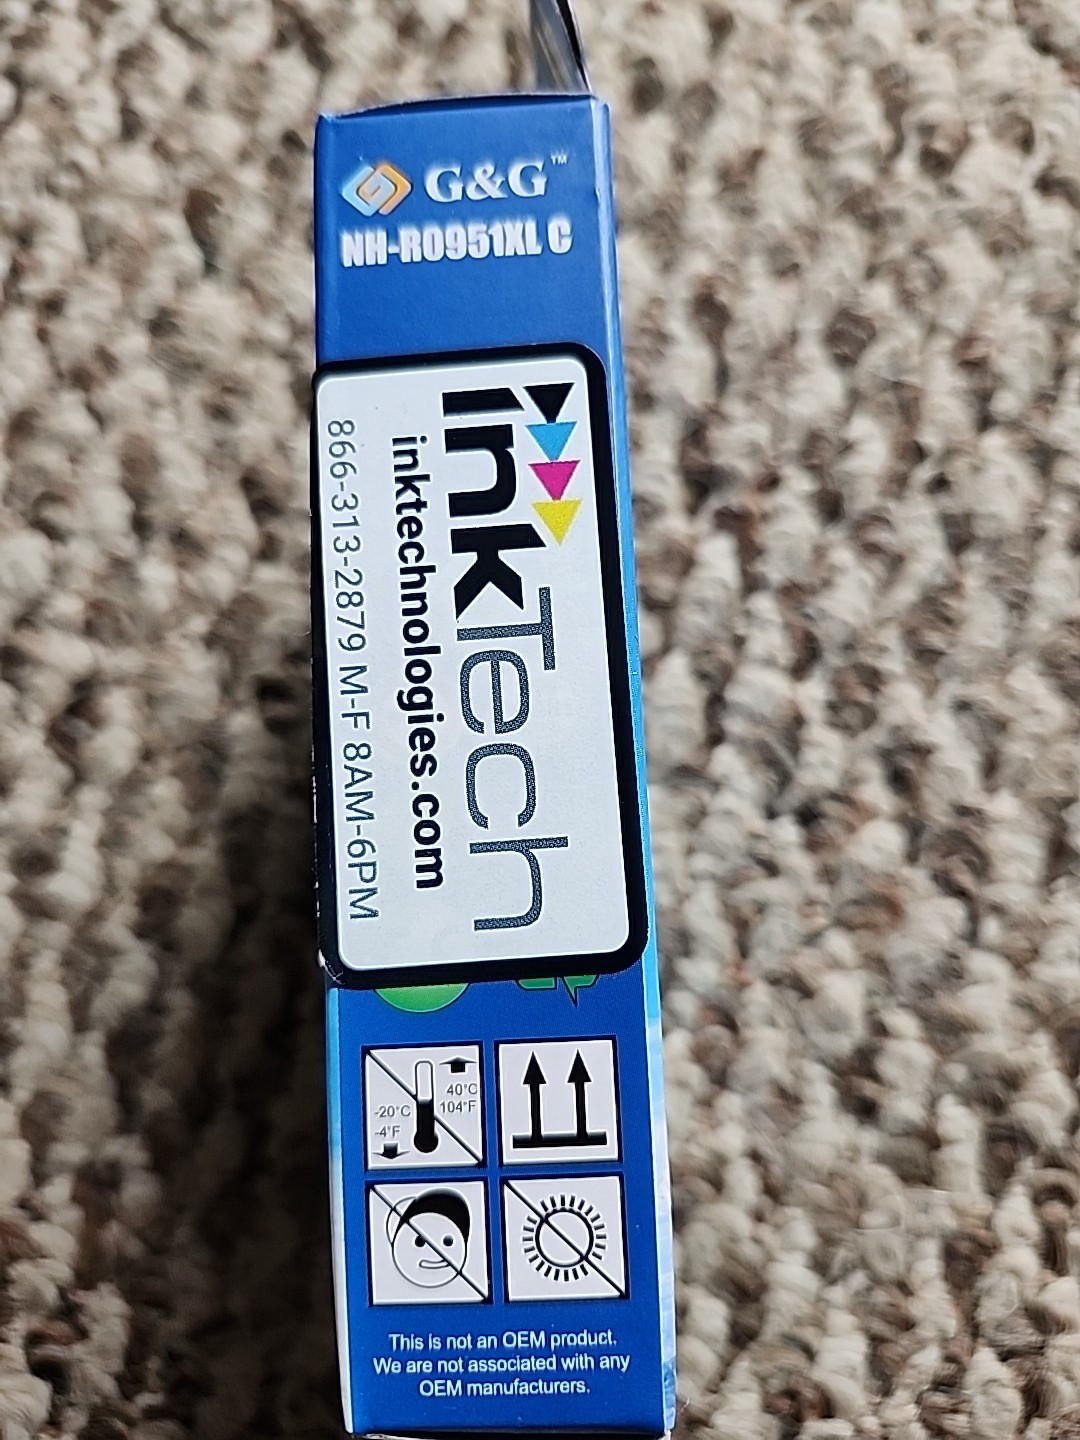 G&G™
NH-R0951XL C
inkTech
inktechnologies.com
866-313-2879 M-F 8AM-6PM
40°C
104°F
-20°C
-4°F
This is not an OEM product.
We are not associated with any
OEM manufacturers.